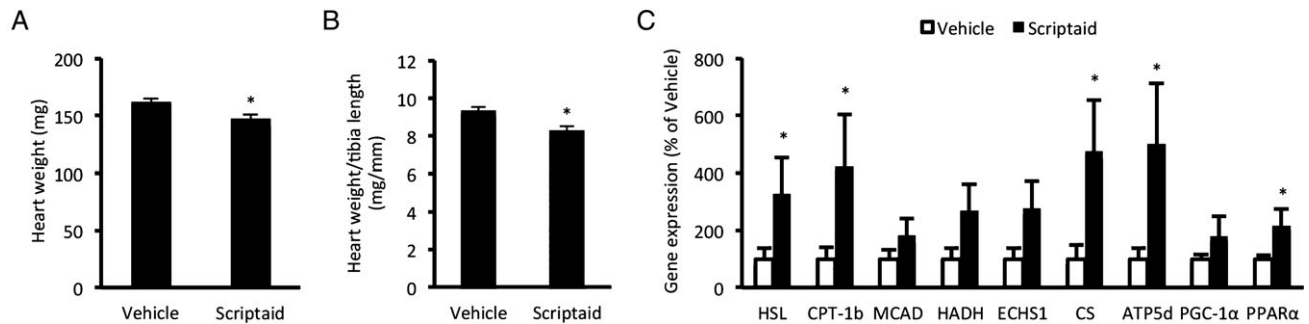 A
Heart weight (mg)
200
150
100
50
0
*
Vehicle Scriptaid
B
Heart weight/tibia length
(mg/mm)
12
10
8
6
4
2
0
*
Vehicle Scriptaid
C
Vehicle Scriptaid
Gene expression (% of Vehicle)
800
600
400
200
0
* * * * *
HSL CPT-1b MCAD HADH ECHS1 CS ATP5d PGC-1α PPARα